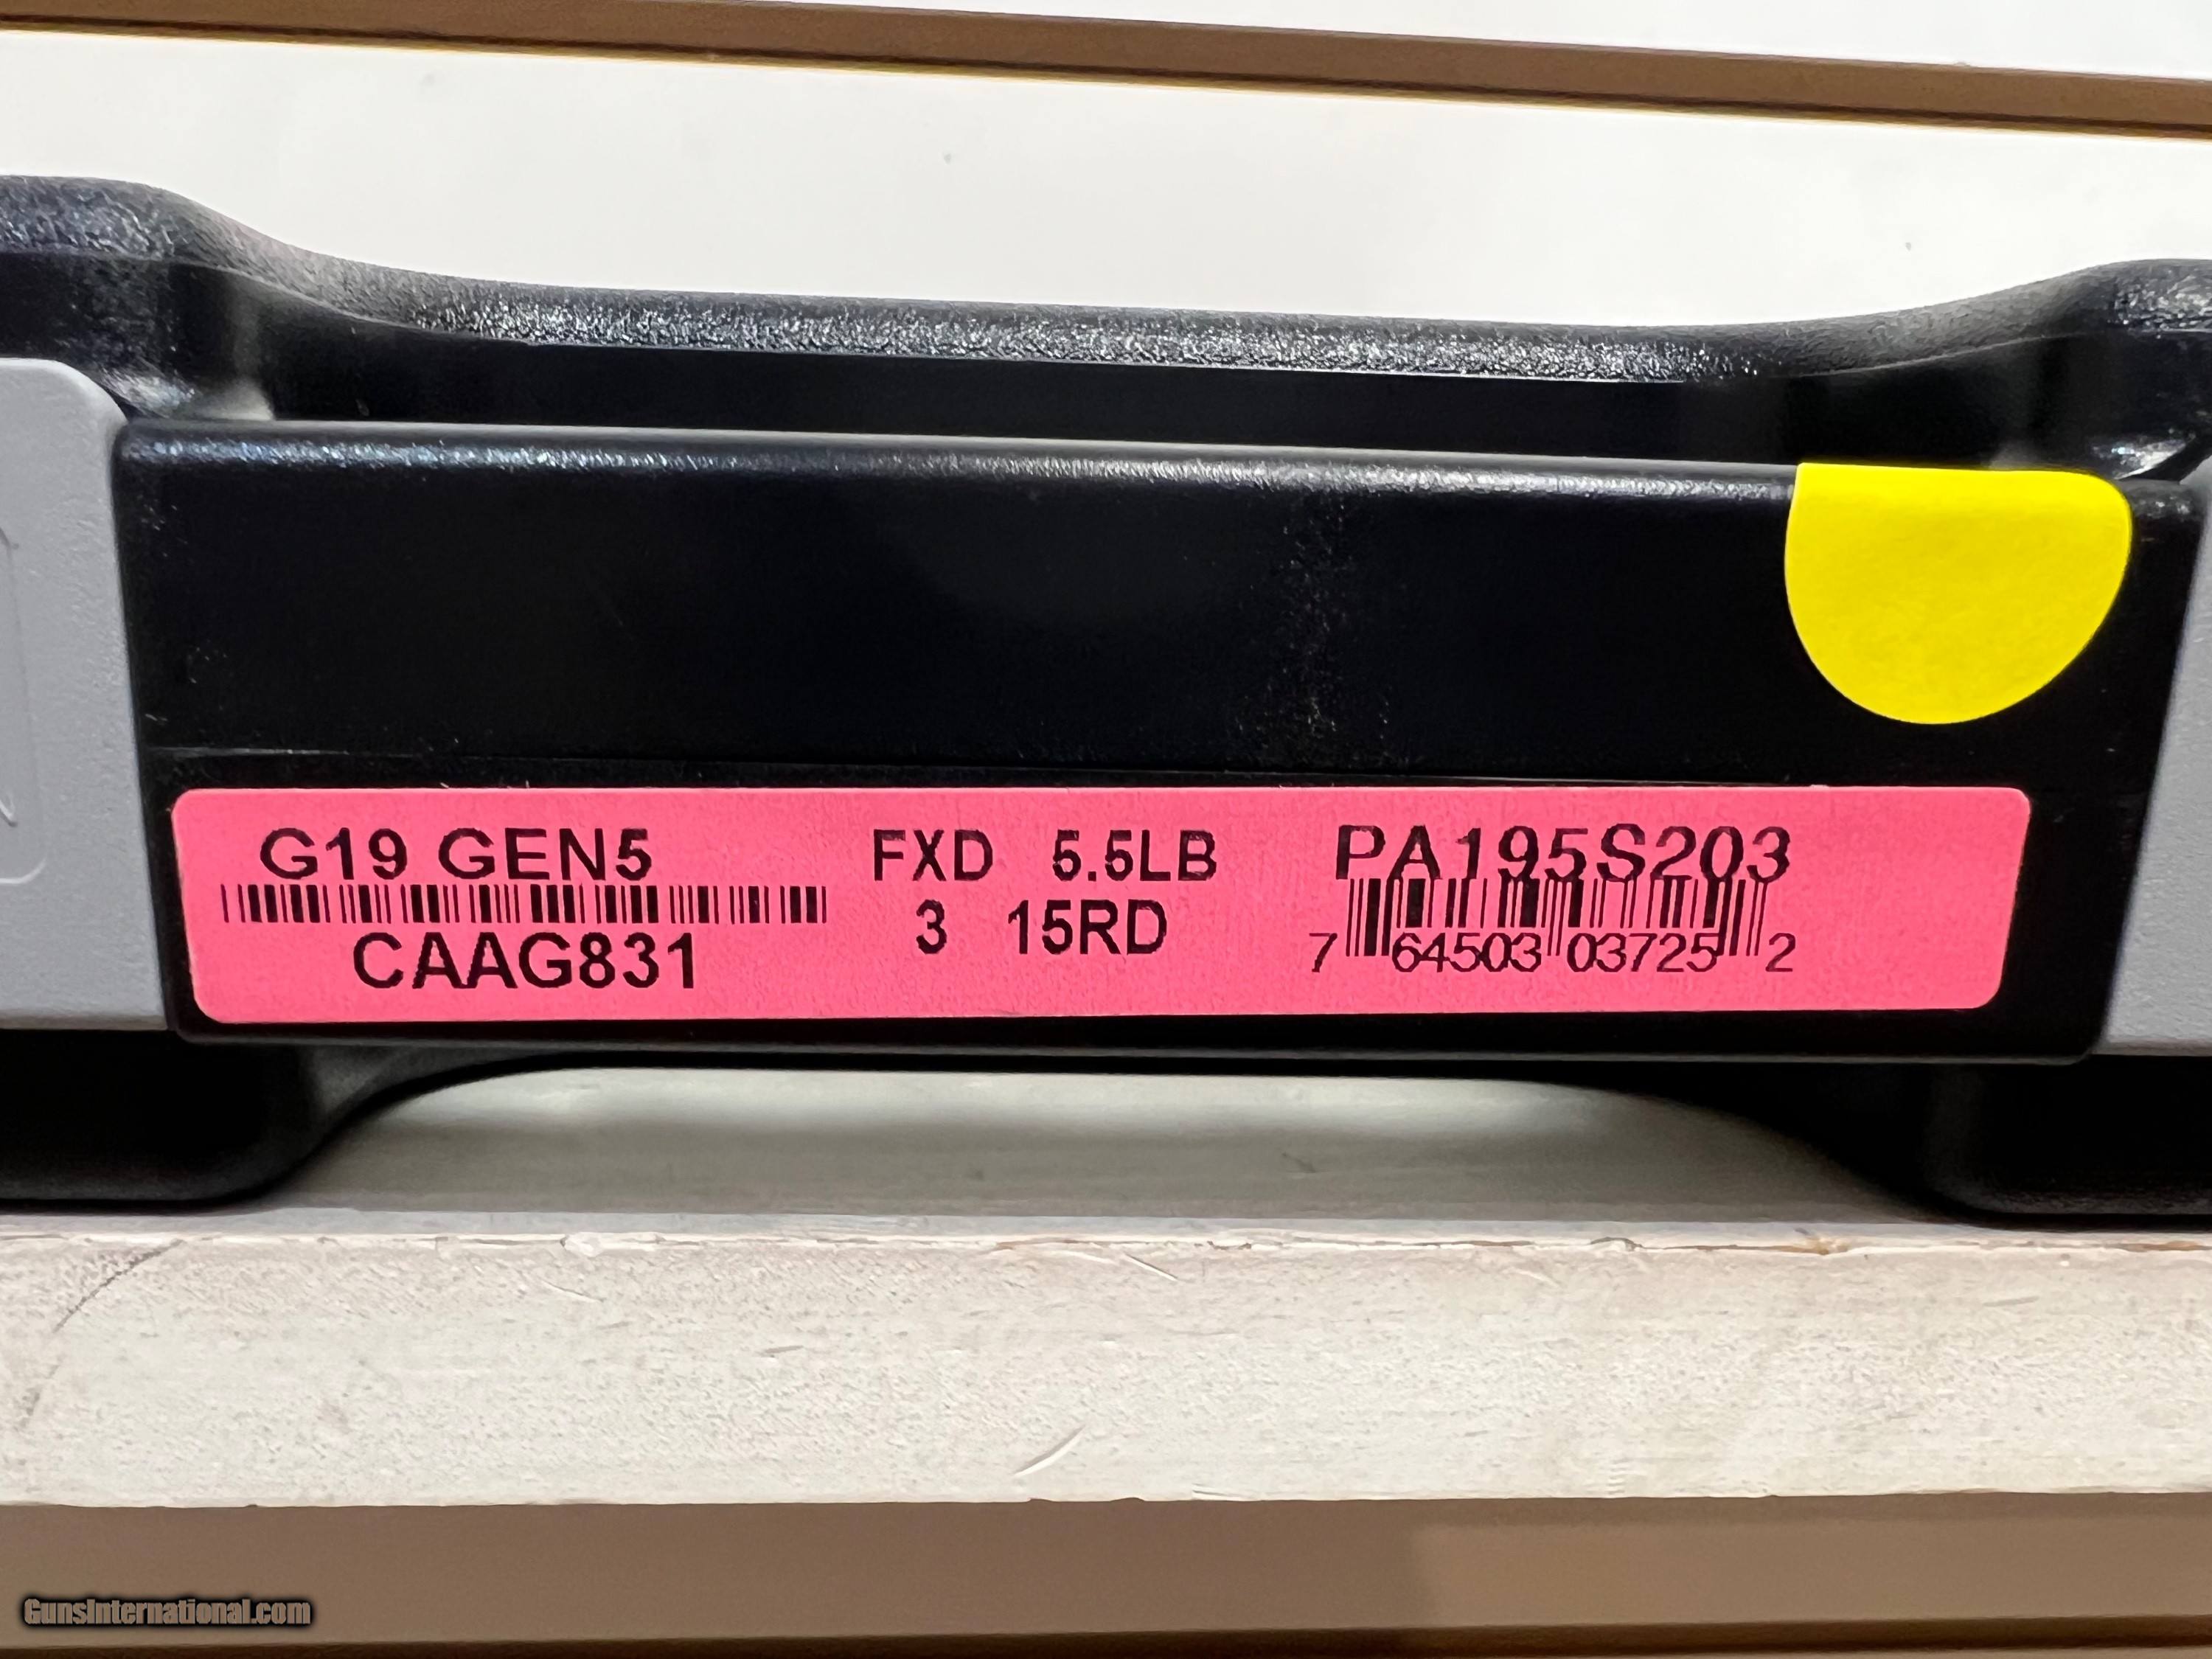 G19 GEN5 FXD 5.5LB PA195S203
CAAG831 3 15RD 7 64503 03725 2
GunsInternational.com